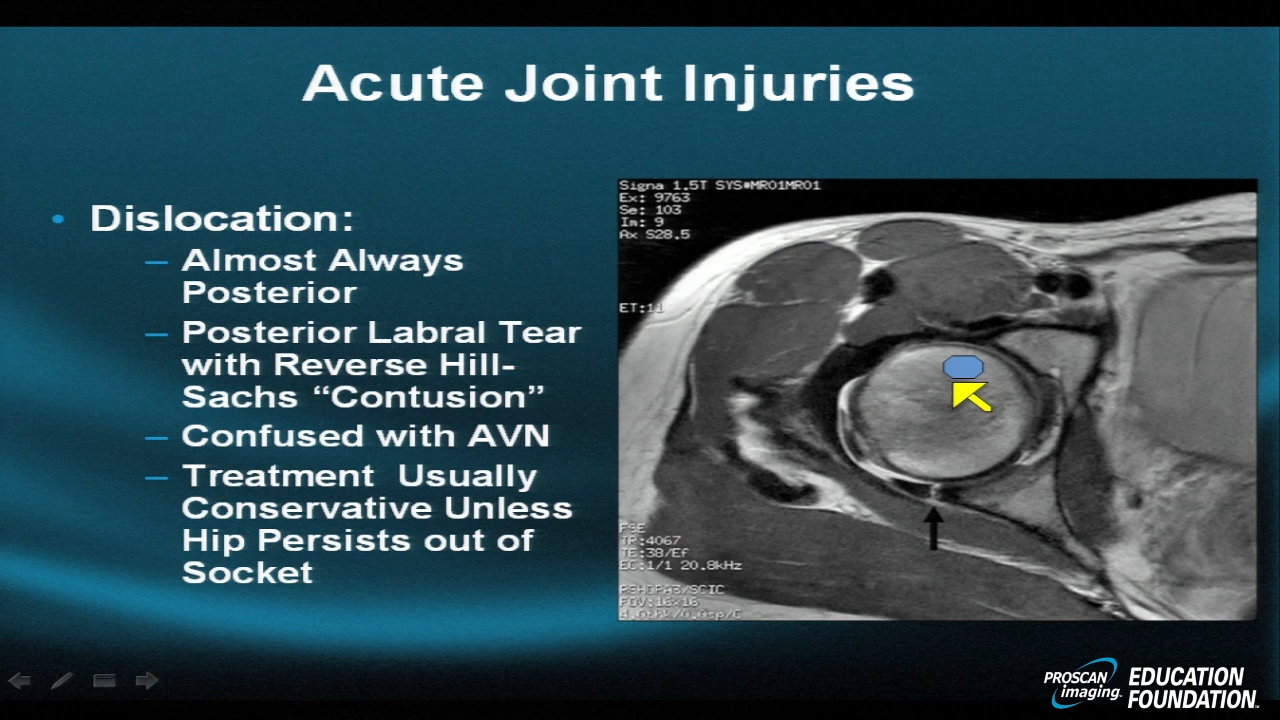 Acute Joint Injuries
• Dislocation:
– Almost Always
Posterior
– Posterior Labral Tear
with Reverse Hill-
Sachs “Contusion”
– Confused with AVN
– Treatment Usually
Conservative Unless
Hip Persists out of
Socket
Signa 1.5T SYS*MR01MR01
Ex: 9763
Se: 103
Im: 9
Ax S28.5
ET:11
FSE
TR:4067
TE:38/Ef
EC:1/1 20.8kHz
FOV:16x16
PROSCAN
imaging
EDUCATION
FOUNDATION